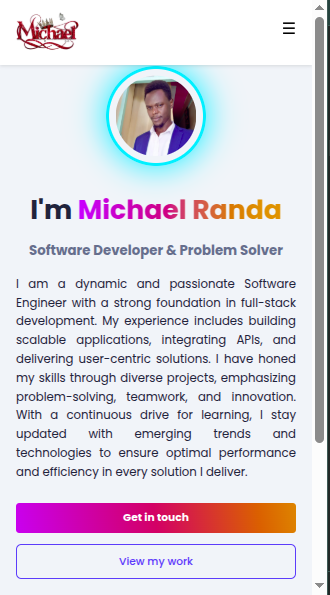 Michael
☰
I'm Michael Randa
Software Developer & Problem Solver
I am a dynamic and passionate Software
Engineer with a strong foundation in full-stack
development. My experience includes building
scalable applications, integrating APIs, and
delivering user-centric solutions. I have honed
my skills through diverse projects, emphasizing
problem-solving, teamwork, and innovation.
With a continuous drive for learning, I stay
updated with emerging trends and
technologies to ensure optimal performance
and efficiency in every solution I deliver.
Get in touch
View my work